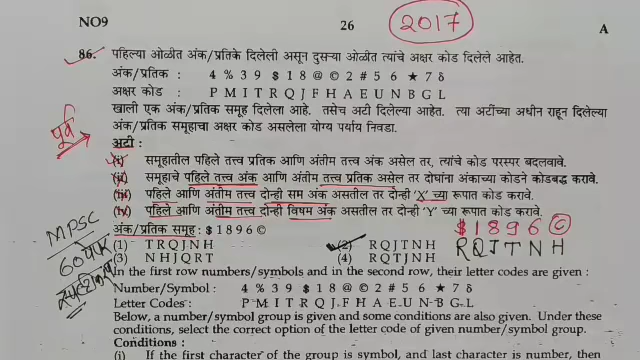 NO9 26 2017 A
86. पहिल्या ओळीत अंक/प्रतिके दिलेली असून दुसऱ्या ओळीत त्यांचे अक्षर कोड दिलेले आहेत.
अंक/प्रतिक : 4 % 3 9 $ 1 8 @ © 2 # 5 6 ★ 7 δ
अक्षर कोड : P M I T R Q J F H A E U N B G L
खाली एक अंक/प्रतिक समूह दिलेला आहे. तसेच अटी दिलेल्या आहेत. त्या अटींच्या अधीन राहून दिलेल्या
पूर्व अंक/प्रतिक समूहाचा अक्षर कोड असलेला योग्य पर्याय निवडा.
अटी :
(i) समूहातील पहिले तत्त्व प्रतिक आणि अंतीम तत्त्व अंक असेल तर, त्यांचे कोड परस्पर बदलवावे.
(ii) समूहाचे पहिले तत्त्व अंक आणि अंतीम तत्त्व प्रतिक असेल तर दोघांना अंकाच्या कोडने कोडबद्ध करावे.
(iii) पहिले आणि अंतीम तत्त्व दोन्ही सम अंक असतील तर दोन्ही 'X' च्या रूपात कोड करावे.
(iv) पहिले आणि अंतीम तत्त्व दोन्ही विषम अंक असतील तर दोन्ही 'Y' च्या रूपात कोड करावे.
अंक/प्रतिक समूह : $ 1 8 9 6 © $ 1 8 9 6 ©
(1) T R Q J N H (2) R Q J T N H R Q J T N H
(3) N H J Q R T (4) R Q T J N H
MPSC
In the first row numbers/symbols and in the second row, their letter codes are given :
Number/Symbol : 4 % 3 9 $ 1 8 @ © 2 # 5 6 ★ 7 δ
Letter Codes : P M I T R Q J F H A E U N B G L
Below, a number/symbol group is given and some conditions are also given. Under these
conditions, select the correct option of the letter code of given number/symbol group.
Conditions :
(i) If the first character of the group is symbol, and last character is number, then